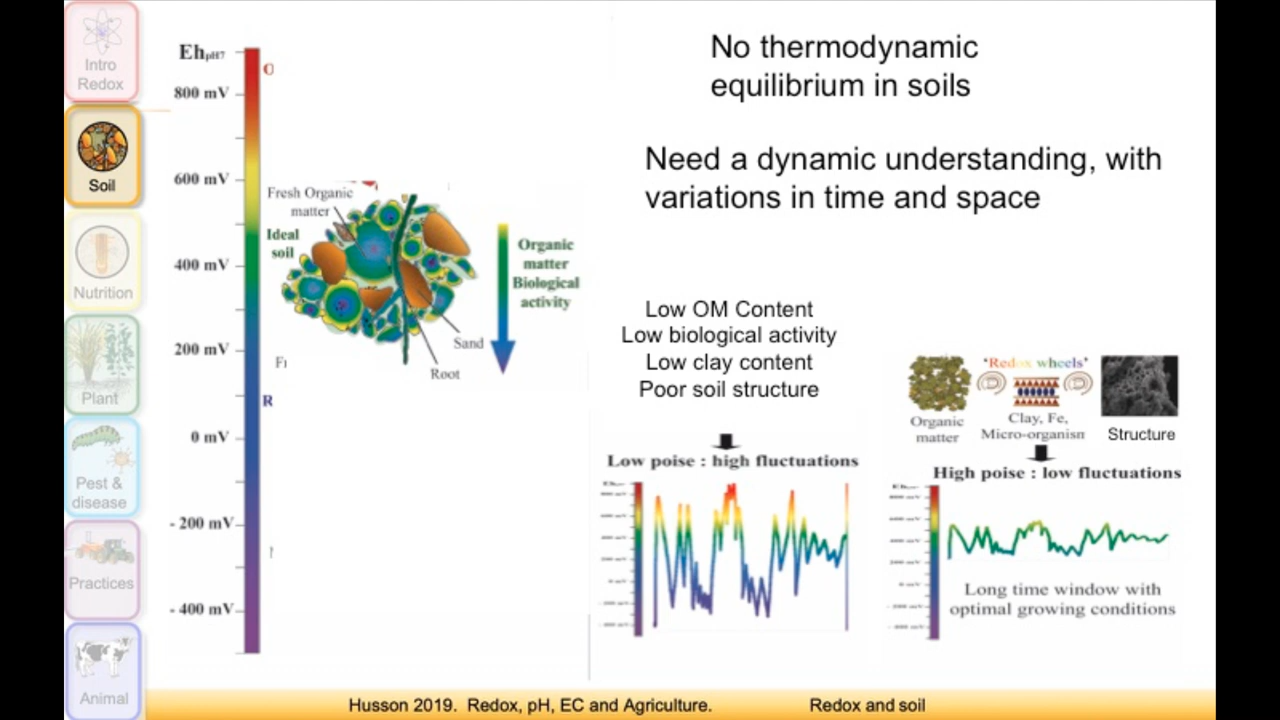 Intro
Redox
Soil
Nutrition
Plant
Pest &
disease
Practices
Animal
Eh pH7
800 mV
600 mV
400 mV
200 mV
0 mV
- 200 mV
- 400 mV
O
R
Fresh Organic
matter
Ideal
soil
Sand
Root
Organic
matter
Biological
activity
No thermodynamic
equilibrium in soils
Need a dynamic understanding, with
variations in time and space
Low OM Content
Low biological activity
Low clay content
Poor soil structure
Low poise : high fluctuations
'Redox wheels'
Organic
matter
Clay, Fe,
Micro-organism
Structure
High poise : low fluctuations
Long time window with
optimal growing conditions
Husson 2019. Redox, pH, EC and Agriculture.
Redox and soil